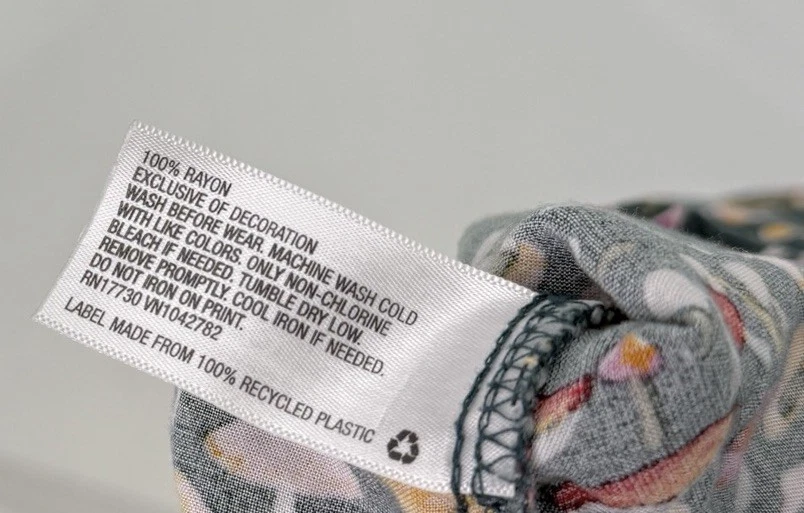 100% RAYON
EXCLUSIVE OF DECORATION
WASH BEFORE WEAR. MACHINE WASH COLD
WITH LIKE COLORS. ONLY NON-CHLORINE
BLEACH IF NEEDED. TUMBLE DRY LOW.
REMOVE PROMPTLY. COOL IRON IF NEEDED.
DO NOT IRON ON PRINT.
RN17730 VN1042782
LABEL MADE FROM 100% RECYCLED PLASTIC